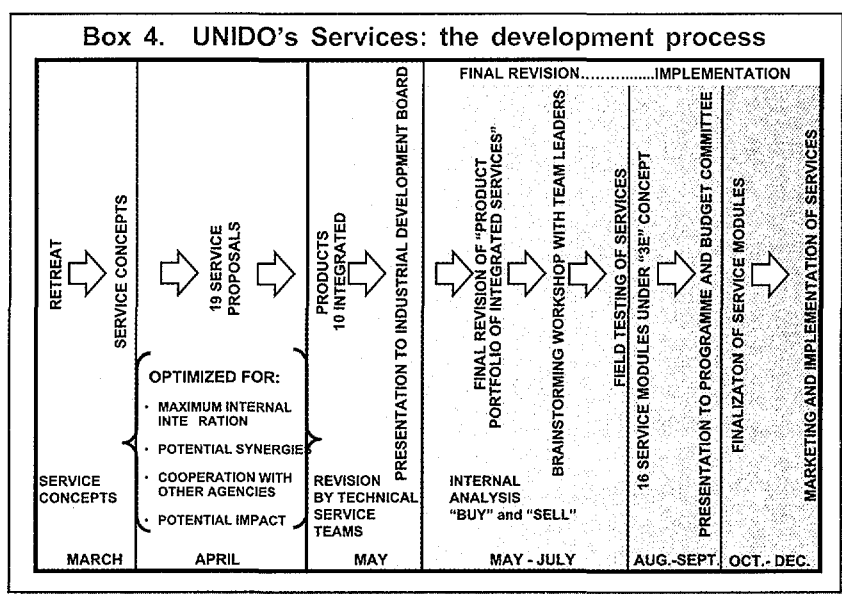 Box 4. UNIDO's Services: the development process
FINAL REVISION................IMPLEMENTATION
RETREAT
SERVICE CONCEPTS
19 SERVICE
PROPOSALS
PRODUCTS
10 INTEGRATED
PRESENTATION TO INDUSTRIAL DEVELOPMENT BOARD
FINAL REVISION OF "PRODUCT
PORTFOLIO OF INTEGRATED SERVICES"
BRAINSTORMING WORKSHOP WITH TEAM LEADERS
FIELD TESTING OF SERVICES
16 SERVICE MODULES UNDER "3E" CONCEPT
PRESENTATION TO PROGRAMME AND BUDGET COMMITTEE
FINALIZATON OF SERVICE MODULES
MARKETING AND IMPLEMENTATION OF SERVICES
OPTIMIZED FOR:
· MAXIMUM INTERNAL
INTE RATION
· POTENTIAL SYNERGIES
· COOPERATION WITH
OTHER AGENCIES
· POTENTIAL IMPACT
SERVICE
CONCEPTS
REVISION
BY TECHNICAL
SERVICE
TEAMS
INTERNAL
ANALYSIS
"BUY" and "SELL"
MARCH
APRIL
MAY
MAY - JULY
AUG.-SEPT.
OCT.- DEC.